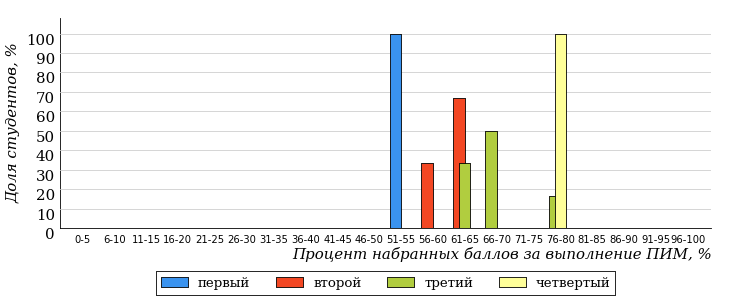 Доля студентов, %
100
90
80
70
60
50
40
30
20
10
0
0-5 6-10 11-15 16-20 21-25 26-30 31-35 36-40 41-45 46-50 51-55 56-60 61-65 66-70 71-75 76-80 81-85 86-90 91-95 96-100
Процент набранных баллов за выполнение ПИМ, %
первый второй третий четвертый